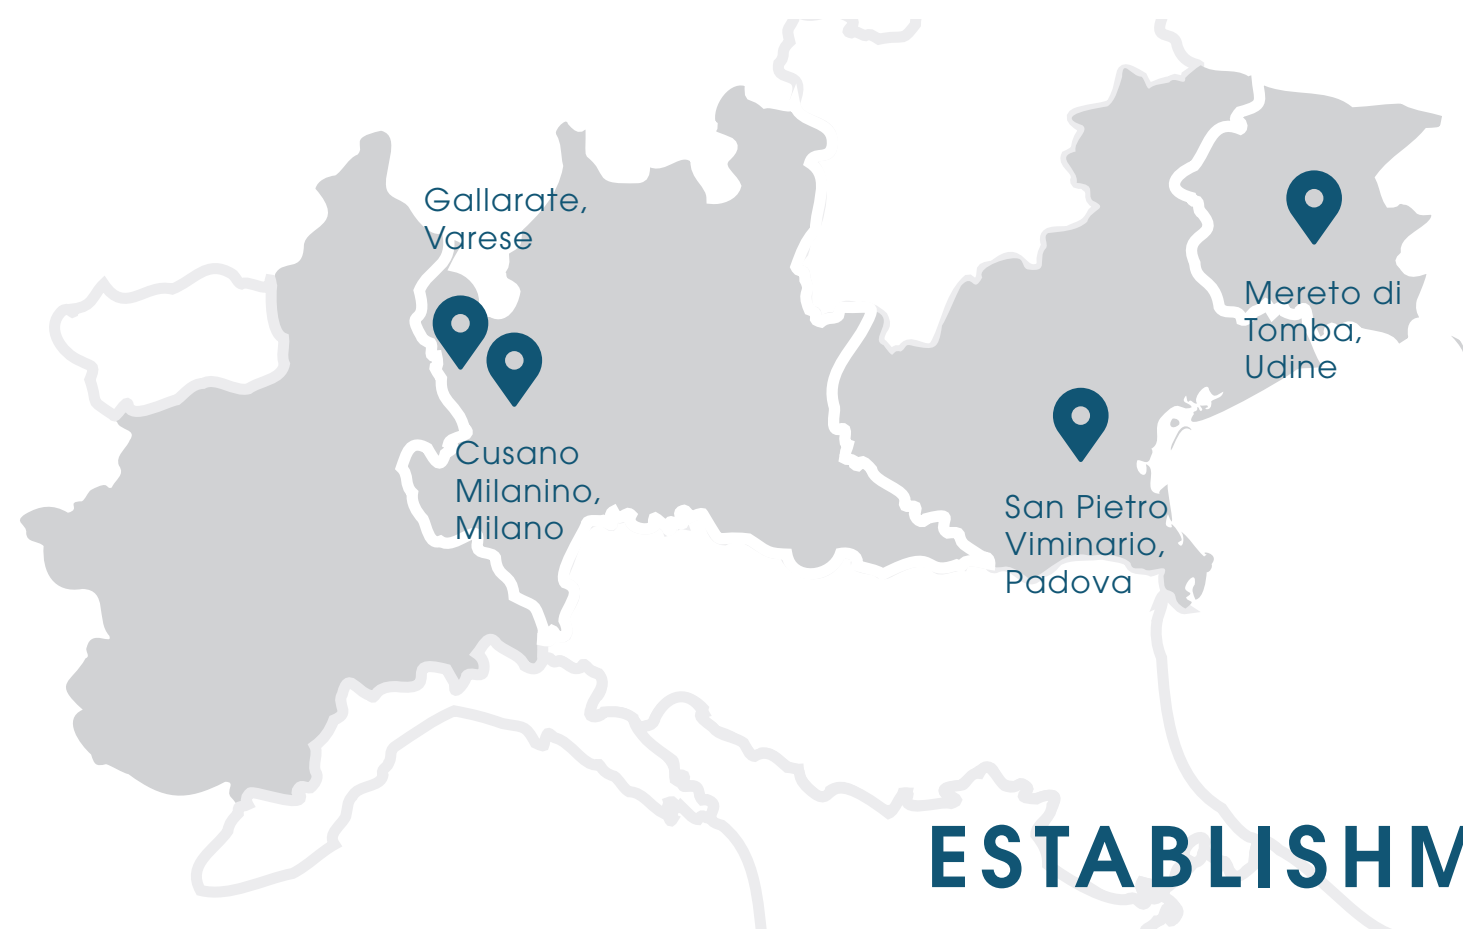 Gallarate,
Varese
Cusano
Milanino,
Milano
San Pietro
Viminario,
Padova
Mereto di
Tomba,
Udine
ESTABLISHM